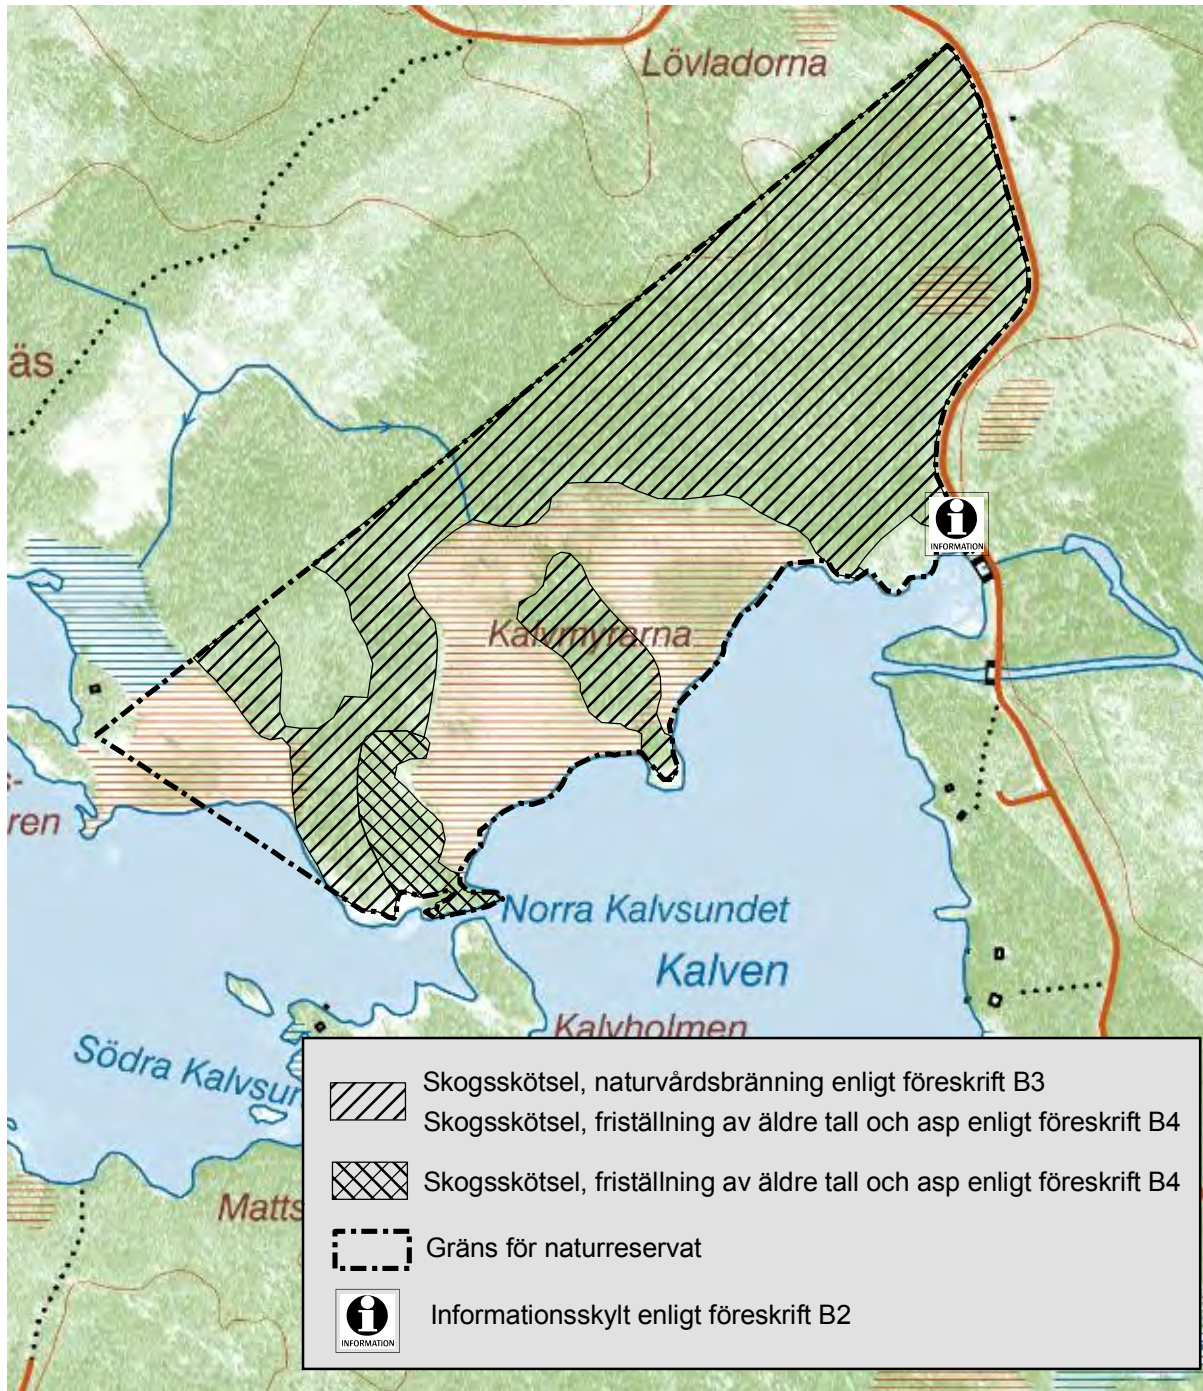 Lövladorna
äs
INFORMATION
Kalvmyrarna
ren
Norra Kalvsundet
Kalven
Kalvholmen
Södra Kalvsun
Matts
Skogsskötsel, naturvårdsbränning enligt föreskrift B3
Skogsskötsel, friställning av äldre tall och asp enligt föreskrift B4
Skogsskötsel, friställning av äldre tall och asp enligt föreskrift B4
Gräns för naturreservat
INFORMATION
Informationsskylt enligt föreskrift B2